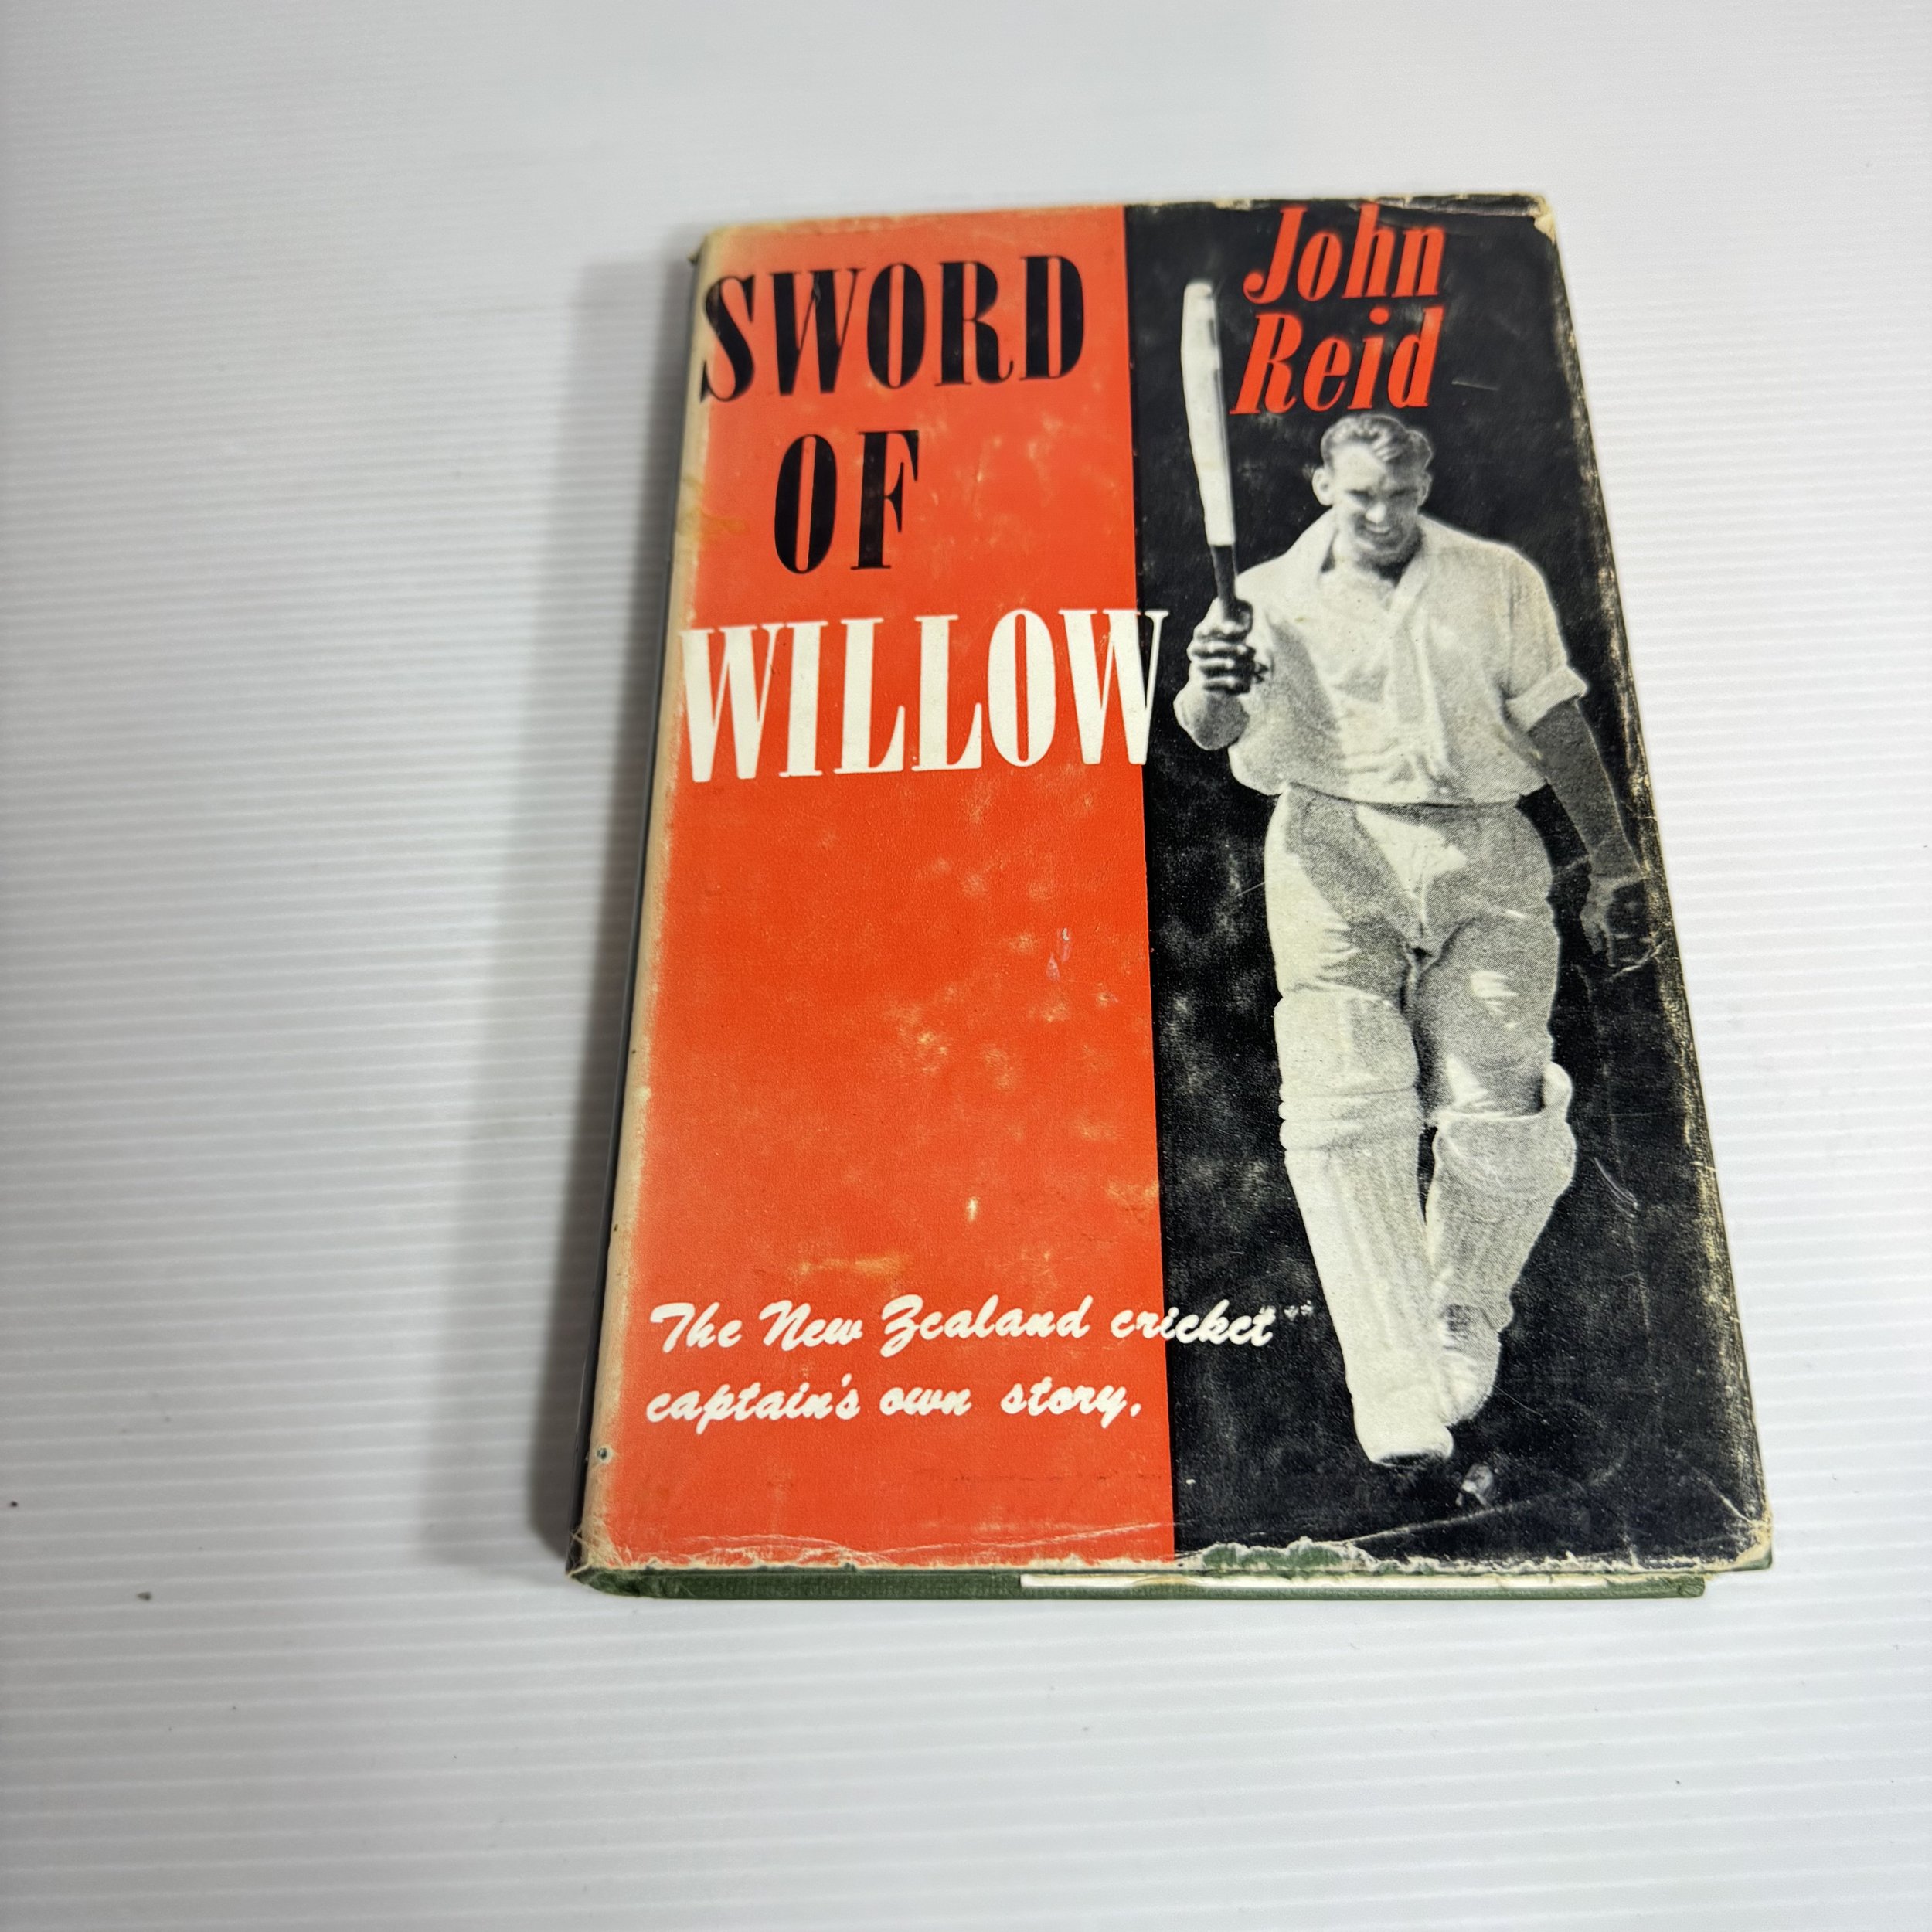 SWORD
OF
WILLOW
John
Reid
The New Zealand cricket
captain's own story.